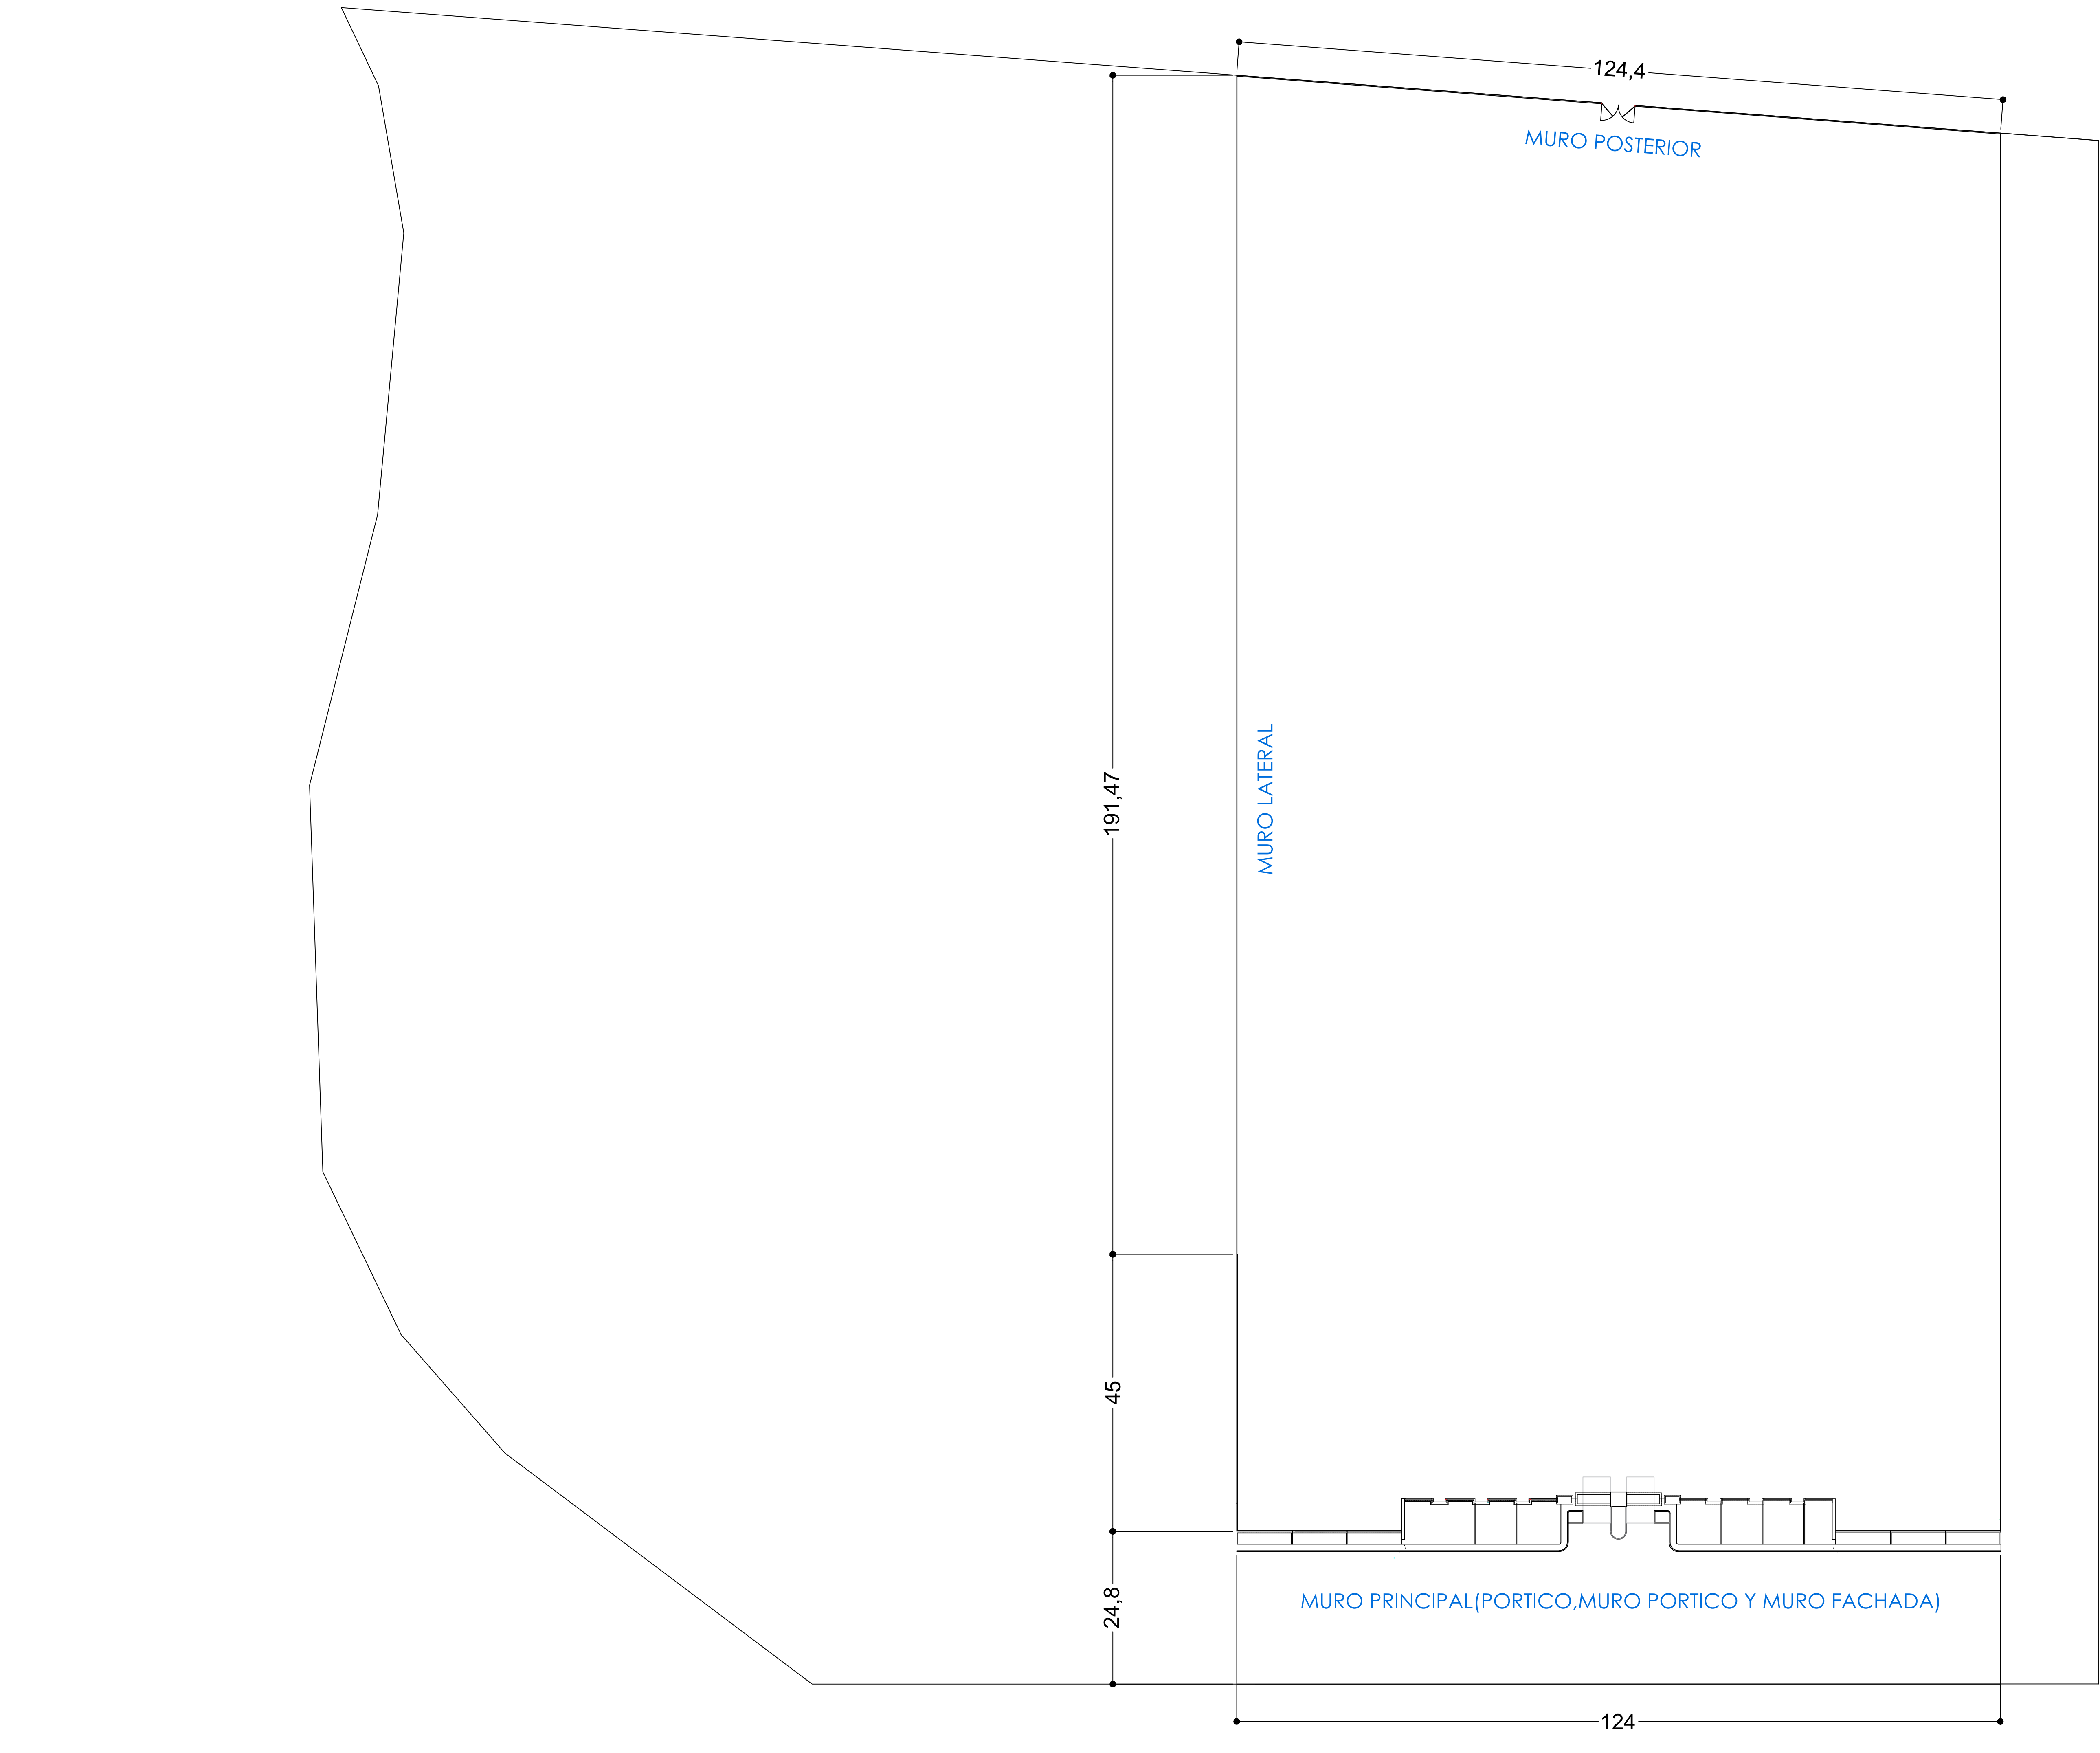 124,4
MURO POSTERIOR
191,47
MURO LATERAL
45
24,8
MURO PRINCIPAL(PORTICO,MURO PORTICO Y MURO FACHADA)
124